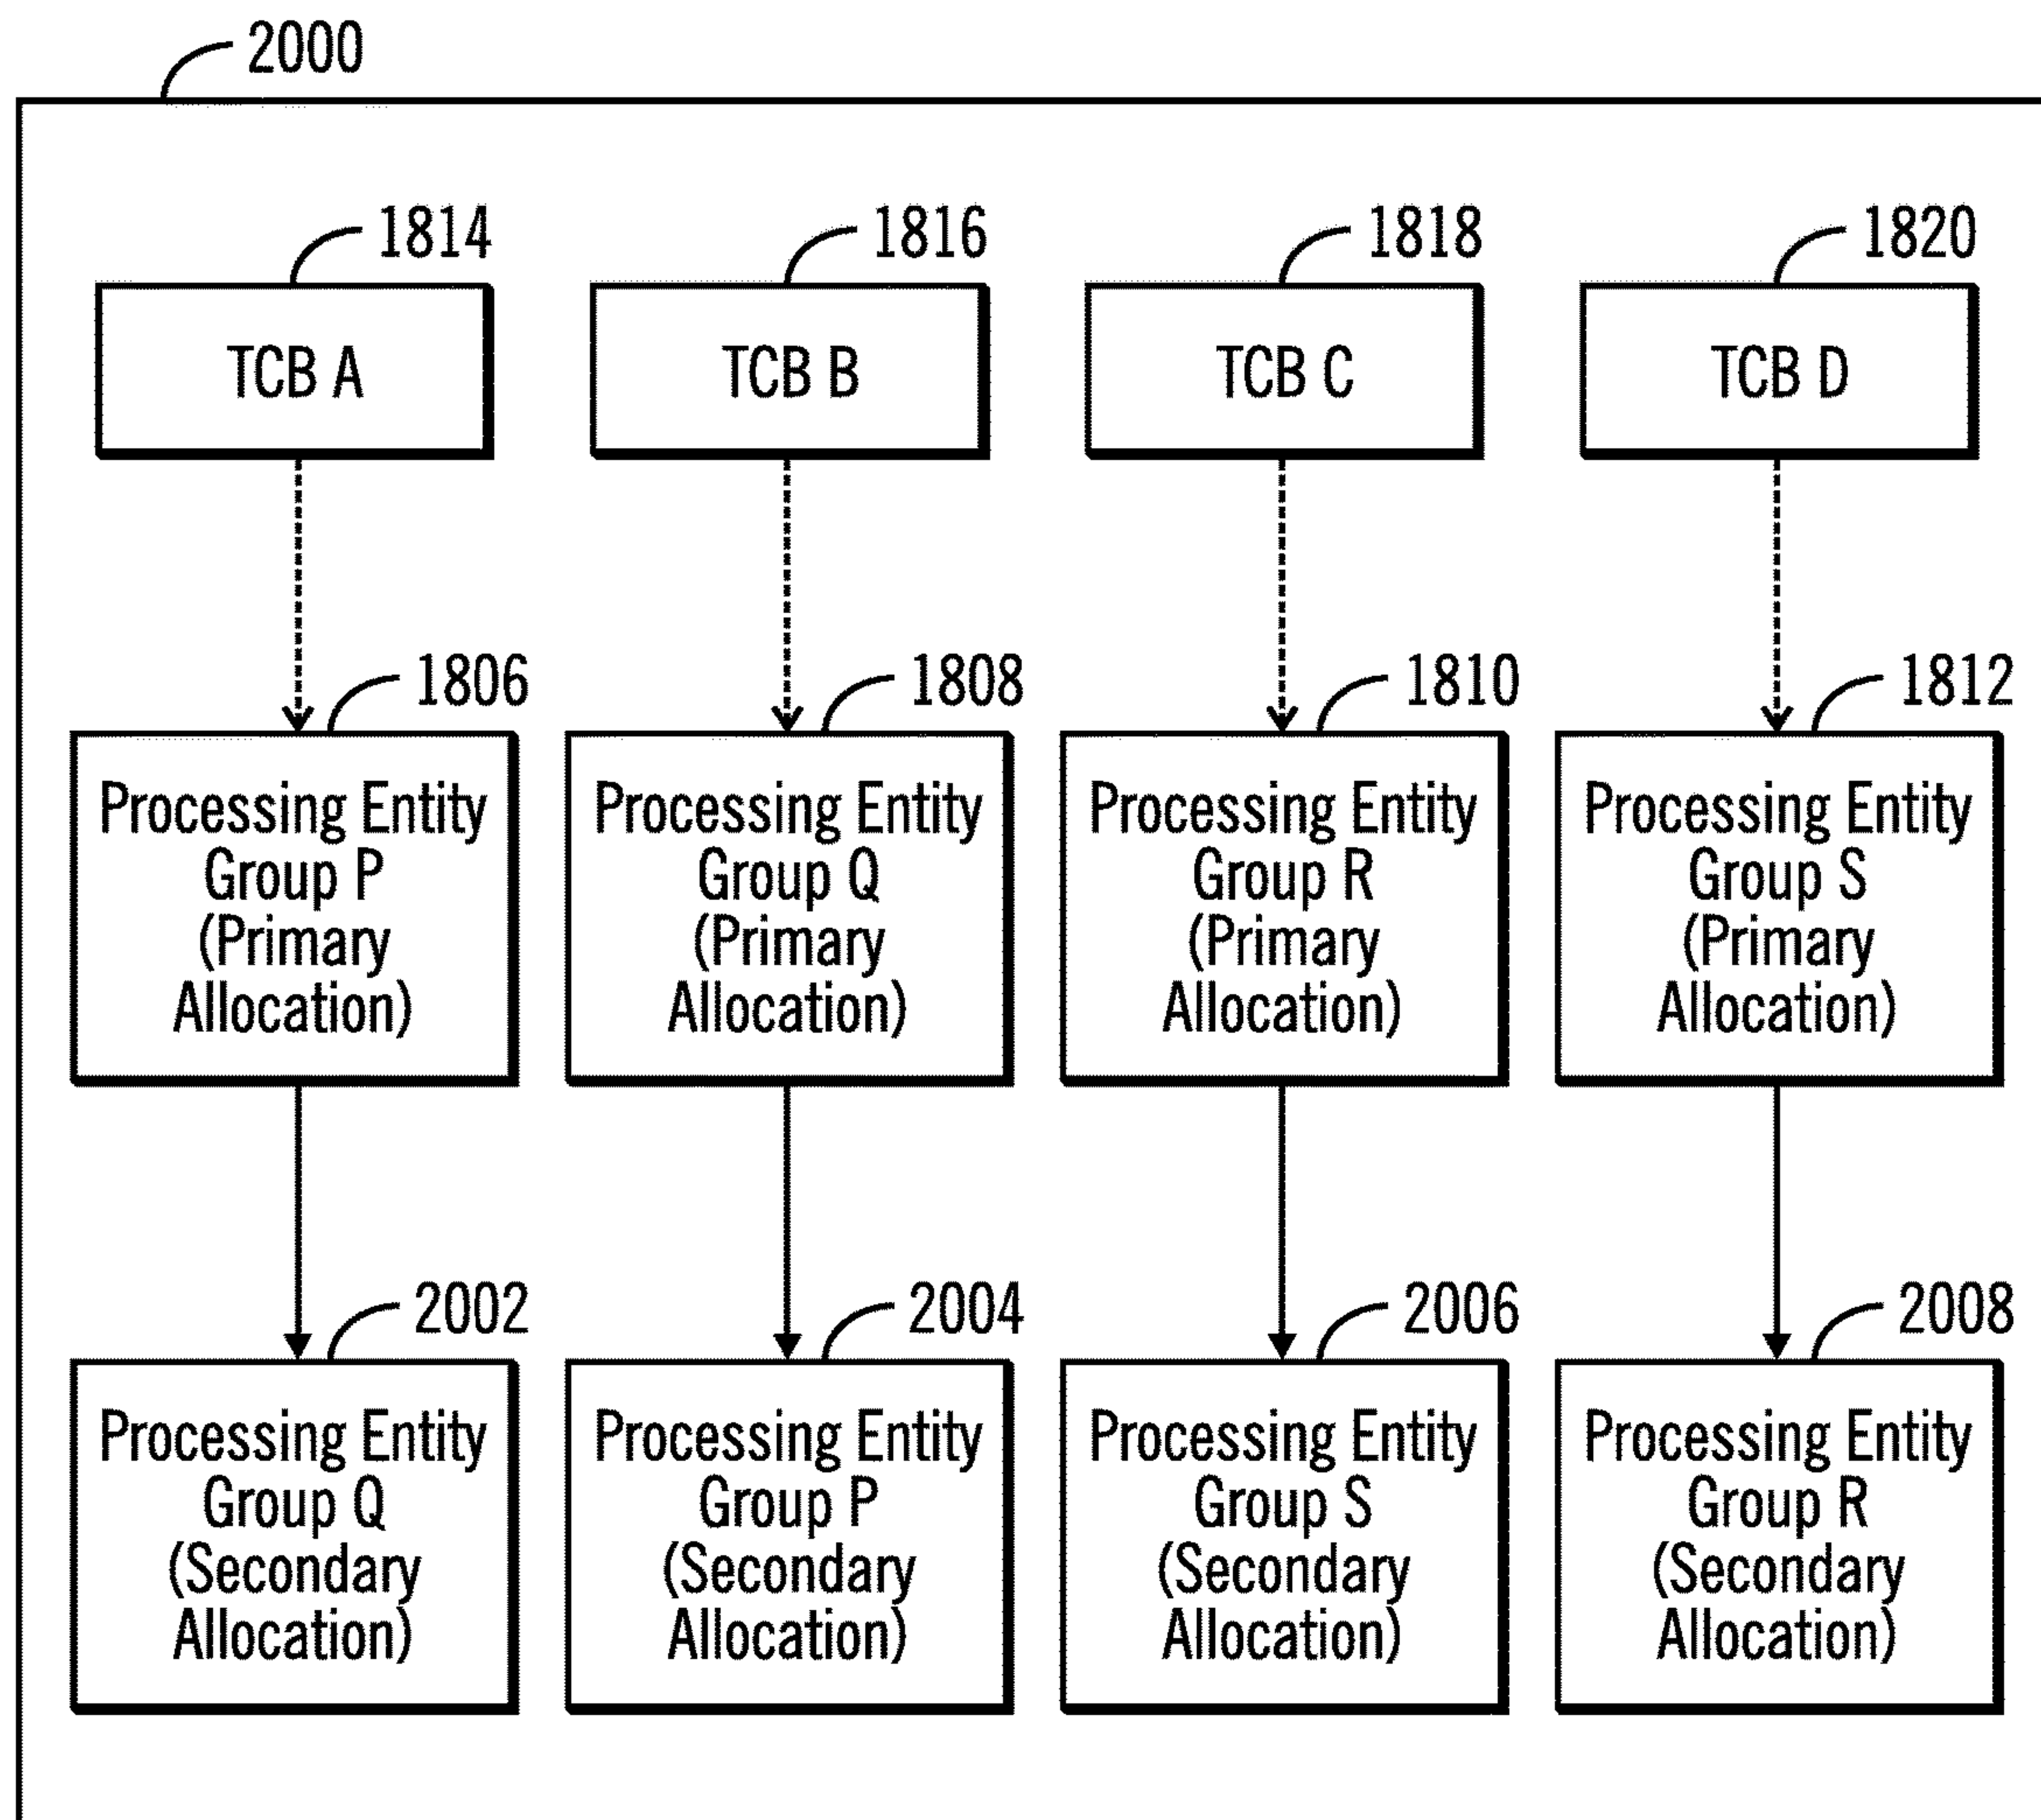 2000
1814
1816
1818
1820
TCB A
TCB B
TCB C
TCB D
1806
1808
1810
1812
Processing Entity
Group P
(Primary
Allocation)
Processing Entity
Group Q
(Primary
Allocation)
Processing Entity
Group R
(Primary
Allocation)
Processing Entity
Group S
(Primary
Allocation)
2002
2004
2006
2008
Processing Entity
Group Q
(Secondary
Allocation)
Processing Entity
Group P
(Secondary
Allocation)
Processing Entity
Group S
(Secondary
Allocation)
Processing Entity
Group R
(Secondary
Allocation)